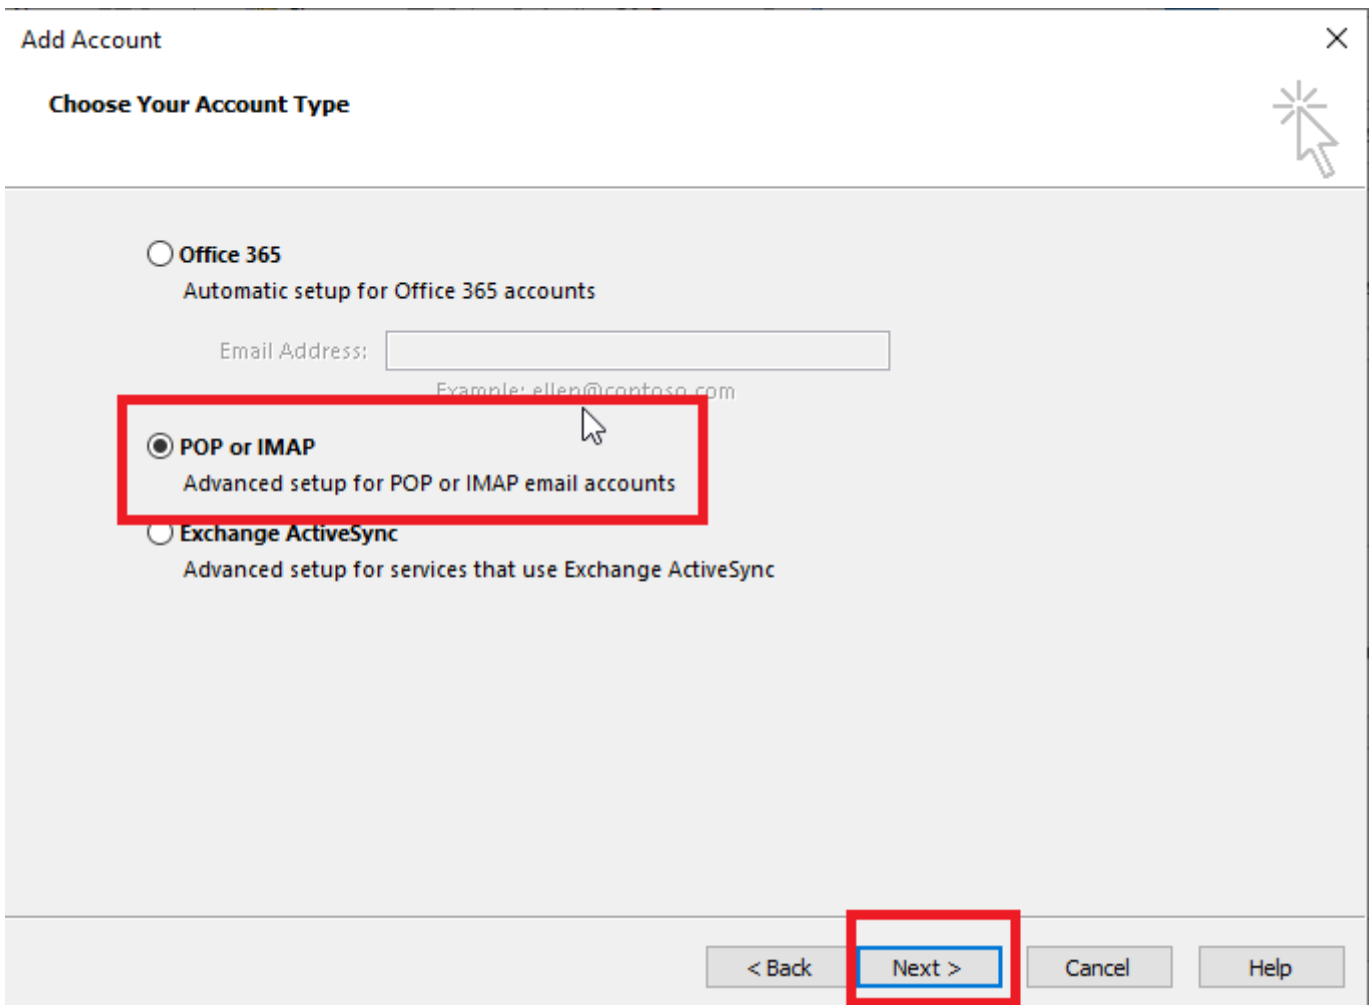 Add Account
Choose Your Account Type
Office 365
Automatic setup for Office 365 accounts
Email Address:
Example: ellen@contoso.com
POP or IMAP
Advanced setup for POP or IMAP email accounts
Exchange ActiveSync
Advanced setup for services that use Exchange ActiveSync
< Back
Next >
Cancel
Help